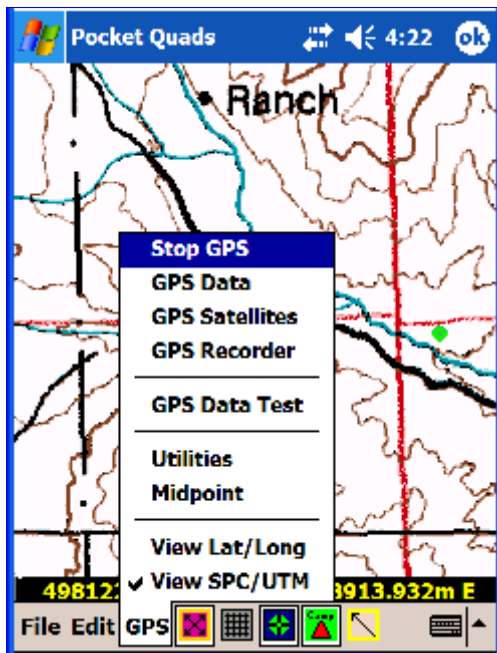 Pocket Quads 4:22 ok
Ranch
Stop GPS
GPS Data
GPS Satellites
GPS Recorder
GPS Data Test
Utilities
Midpoint
View Lat/Long
View SPC/UTM
3913.932m E
File Edit GPS Camp